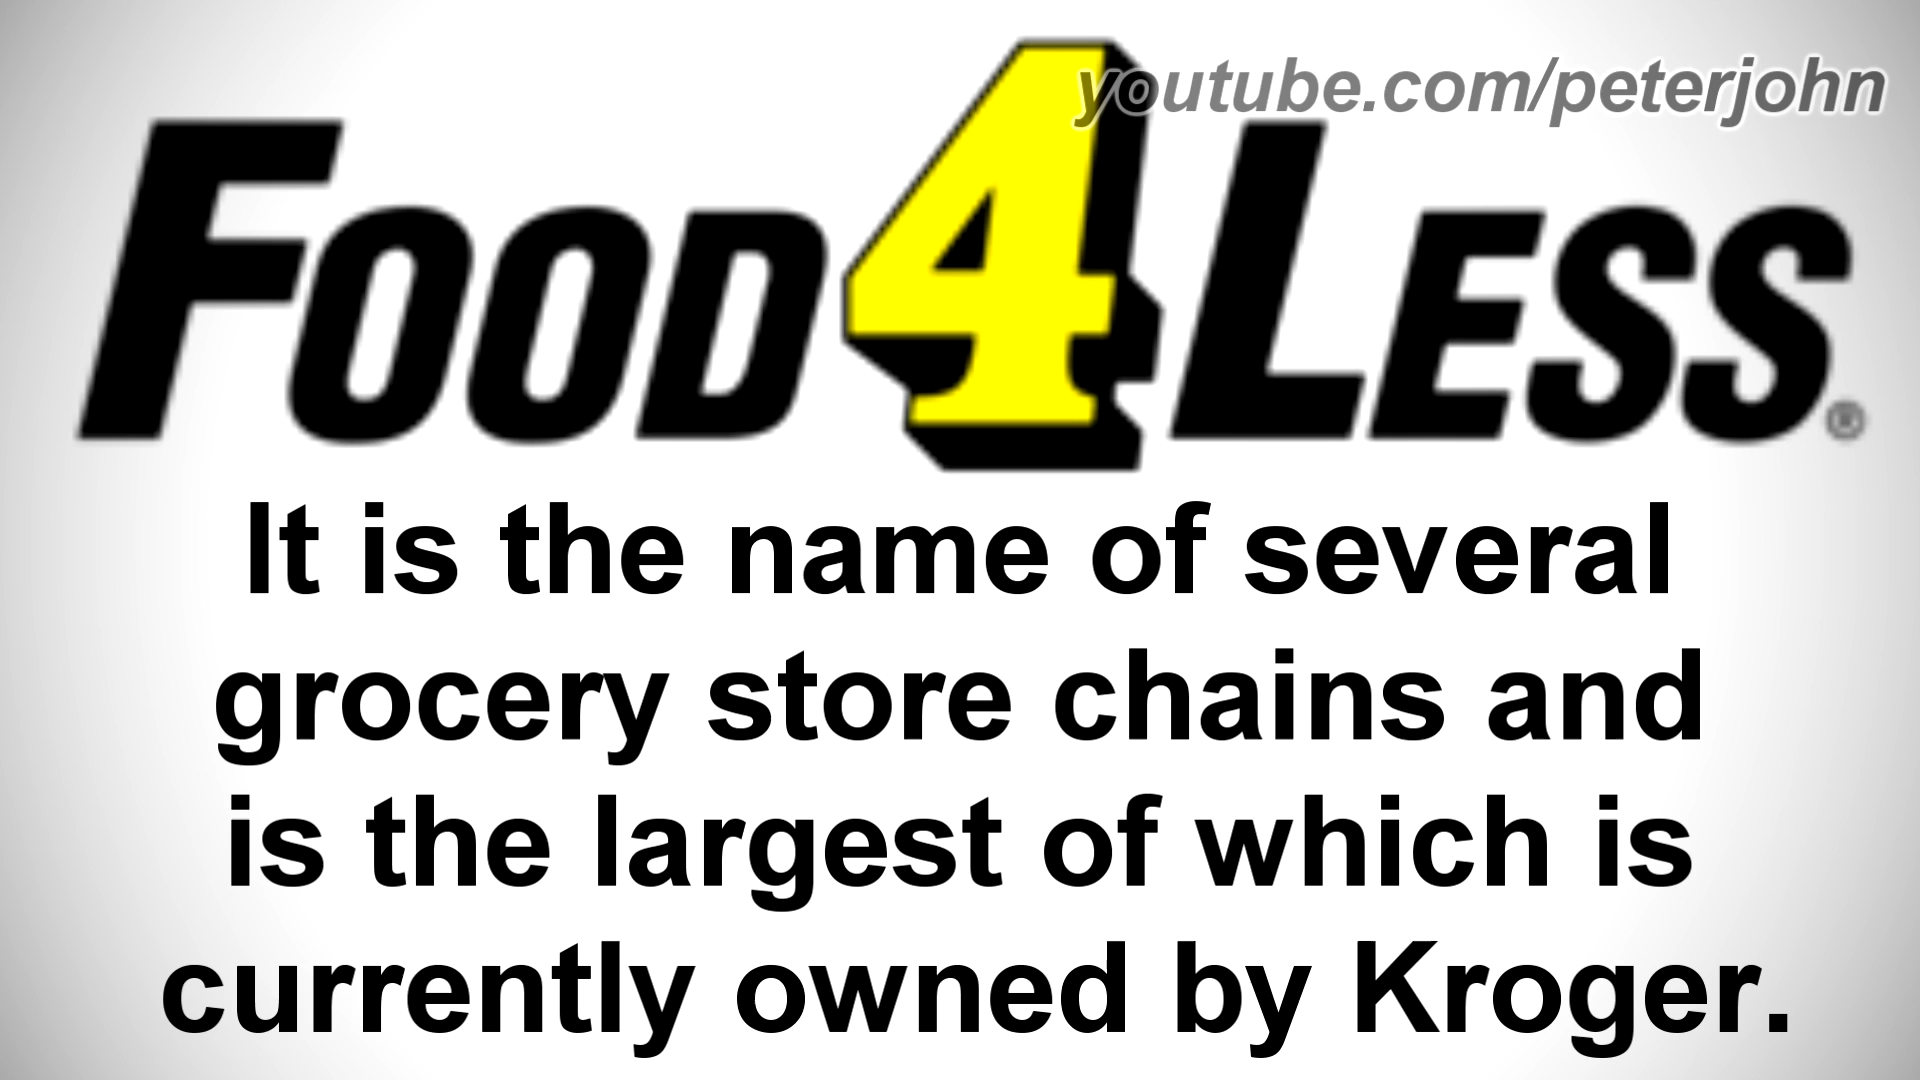 youtube.com/peterjohn
FOOD 4 LESS ®
It is the name of several
grocery store chains and
is the largest of which is
currently owned by Kroger.